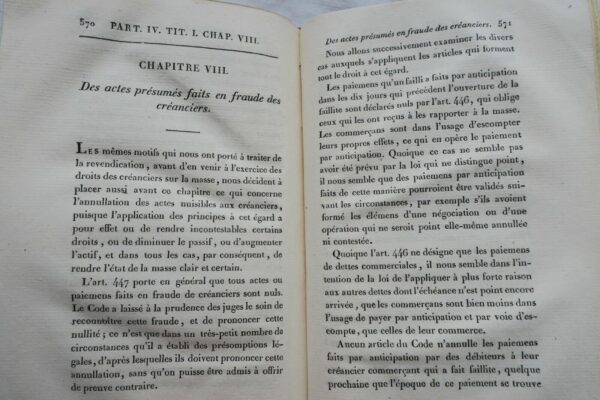 570 PART. IV. TIT. I. CHAP. VIII.
CHAPITRE VIII.
Des actes présumés faits en fraude des
créanciers.
LES mêmes motifs qui nous ont porté à traiter de
la revendication, avant d'en venir à l'exercice des
droits des créanciers sur la masse, nous décident à
placer aussi avant ce chapitre ce qui concerne
l'annullation des actes nuisibles aux créanciers,
puisque l'application des principes à cet égard a
pour effet ou de rendre incontestables certains
droits, ou de diminuer le passif, ou d'augmenter
l'actif, et dans tous les cas, par conséquent, de
rendre l'état de la masse clair et certain.
L'art. 447 porte en général que tous actes ou
paiemens faits en fraude de créanciers sont nuls.
Le Code a laissé à la prudence des juges le soin de
reconnoître cette fraude, et de prononcer cette
nullité; ce n'est que dans un très-petit nombre de
circonstances qu'il a établi des présomptions lé-
gales, d'après lesquelles ils doivent prononcer cette
annullation, sans qu'on puisse être admis à offrir
de preuve contraire.
Des actes présumés en fraude des créanciers. 571
Nous allons successivement examiner les divers
cas auxquels s'appliquent les articles qui forment
tout le droit à cet égard.
Les paiemens qu'un failli a faits par anticipation
dans les dix jours qui précèdent l'ouverture de la
faillite sont déclarés nuls par l'art. 446, qui oblige
ceux qui les ont reçus à les rapporter à la masse.
Les commerçans sont dans l'usage d'escompter
leurs propres effets, ce qui en opère le paiement
par anticipation. Quoique ce cas ne semble pas
avoir été prévu par la loi qui ne distingue point,
il nous semble que des paiemens par anticipation
faits de cette manière pourroient être validés sui-
vant les circonstances, par exemple s'ils avoient
formé les élémens d'une négociation ou d'une
opération qui ne seroit point elle-même annullée
ni contestée.
Quoique l'art. 446 ne désigne que les paiemens
de dettes commerciales, il nous semble dans l'in-
tention de la loi de l'appliquer à plus forte raison
aux autres dettes dont l'échéance n'est point encore
arrivée, que les commerçans sont bien moins dans
l'usage de payer par anticipation et par voie d'es-
compte, que celles de leur commerce.
Aucun article du Code n'annulle les paiemens
faits par anticipation par des débiteurs à leur
créancier commerçant qui a fait faillite, quelque
prochaine que l'époque de ce paiement se trouve